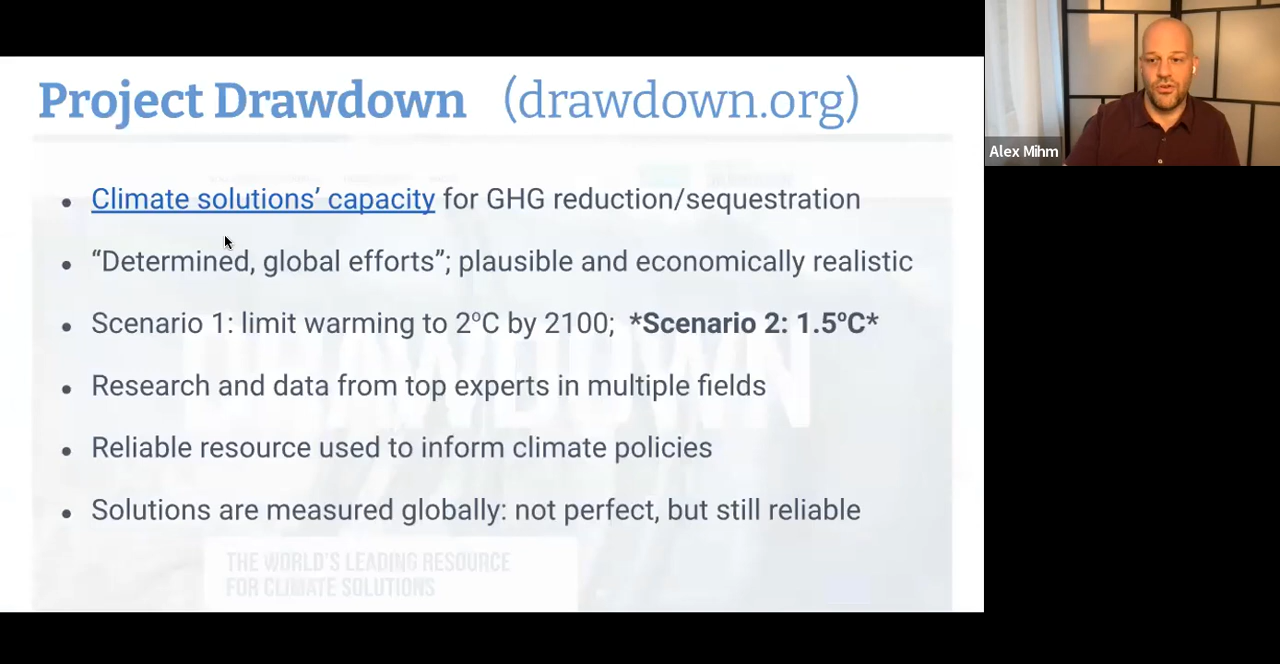 Project Drawdown (drawdown.org)
• Climate solutions’ capacity for GHG reduction/sequestration
• “Determined, global efforts”; plausible and economically realistic
• Scenario 1: limit warming to 2ºC by 2100; *Scenario 2: 1.5ºC*
• Research and data from top experts in multiple fields
• Reliable resource used to inform climate policies
• Solutions are measured globally: not perfect, but still reliable
DRAWDOWN
THE WORLD'S LEADING RESOURCE
FOR CLIMATE SOLUTIONS
Alex Mihm